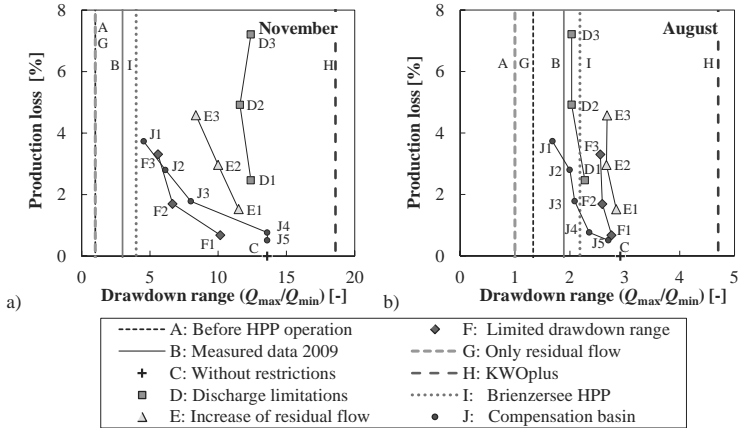 November
August
8
6
4
2
0
Production loss [%]
A
G
B
I
H
D3
D2
D1
E3
E2
E1
J1
F3
J2
J3
F2
F1
J4
J5
C
0 5 10 15 20
a) Drawdown range (Qmax/Qmin) [-]
8
6
4
2
0
Production loss [%]
A
G
B
I
H
D3
D2
D1
E3
E2
E1
J1
F3
J2
J3
F2
J4
F1
J5
C
0 1 2 3 4 5
b) Drawdown range (Qmax/Qmin) [-]
A: Before HPP operation
B: Measured data 2009
C: Without restrictions
D: Discharge limitations
E: Increase of residual flow
F: Limited drawdown range
G: Only residual flow
H: KWOplus
I: Brienzersee HPP
J: Compensation basin